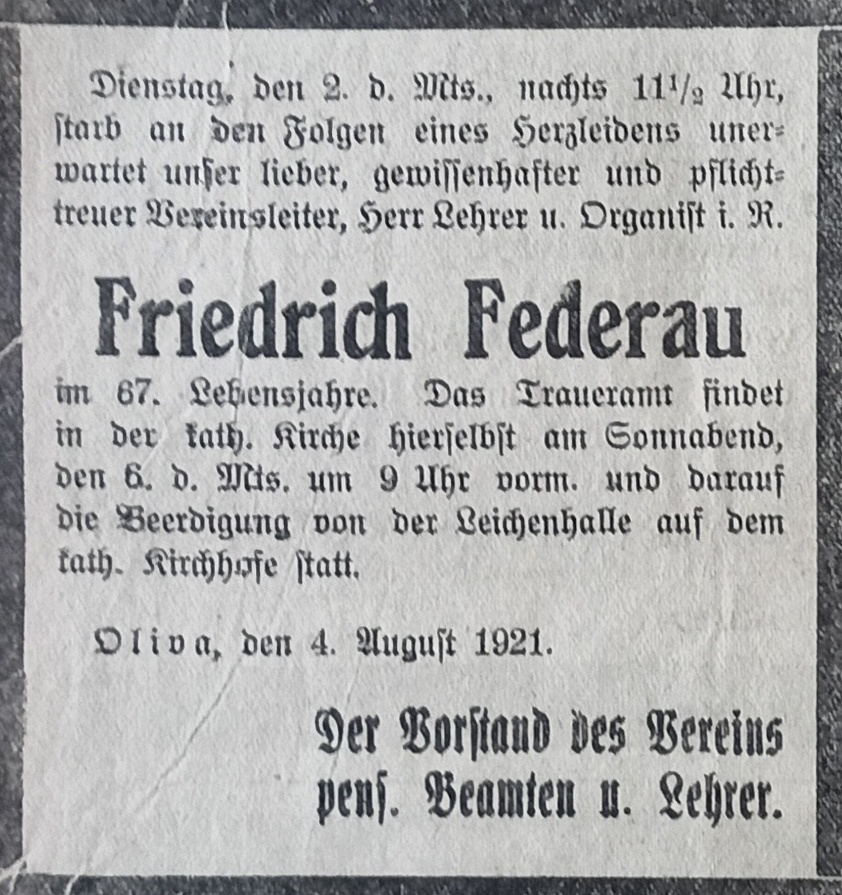 Dienstag, den 2. d. Mts., nachts 11½ Uhr,
starb an den Folgen eines Herzleidens uner-
wartet unser lieber, gewissenhafter und pflicht-
treuer Vereinsleiter, Herr Lehrer u. Organist i. R.
Friedrich Federau
im 67. Lebensjahre. Das Traueramt findet
in der kath. Kirche hierselbst am Sonnabend,
den 6. d. Mts. um 9 Uhr vorm. und darauf
die Beerdigung von der Leichenhalle auf dem
kath. Kirchhofe statt.
Oliva, den 4. August 1921.
Der Vorstand des Vereins
pens. Beamten u. Lehrer.